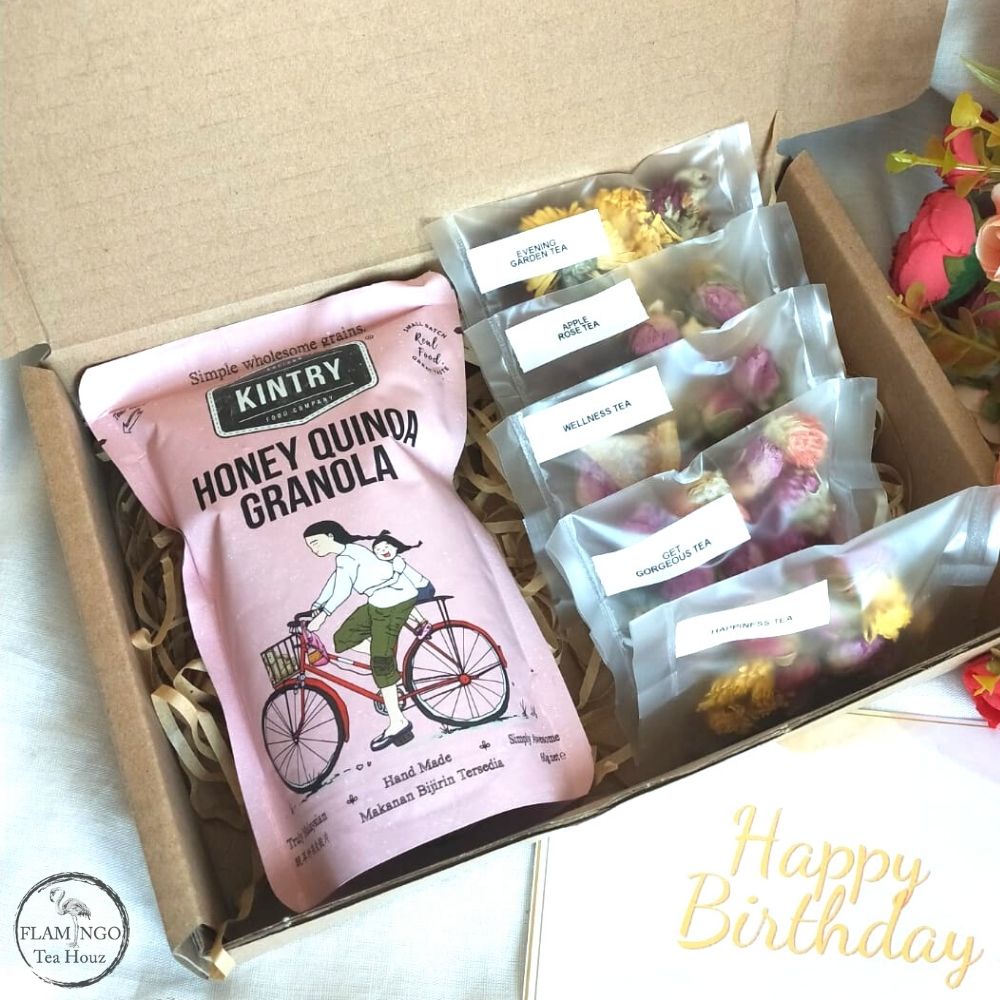 Simple wholesome grains.
SMALL BATCH
Real
Food.
KINTRY
FOOD COMPANY
HONEY QUINOA
GRANOLA
Hand Made
Simply Awesome
Makanan Bijirin Tersedia
Truly Malaysian
EVENING
GARDEN TEA
APPLE
ROSE TEA
WELLNESS TEA
GET
GORGEOUS TEA
HAPPINESS TEA
Happy
Birthday
FLAMINGO
Tea Houz